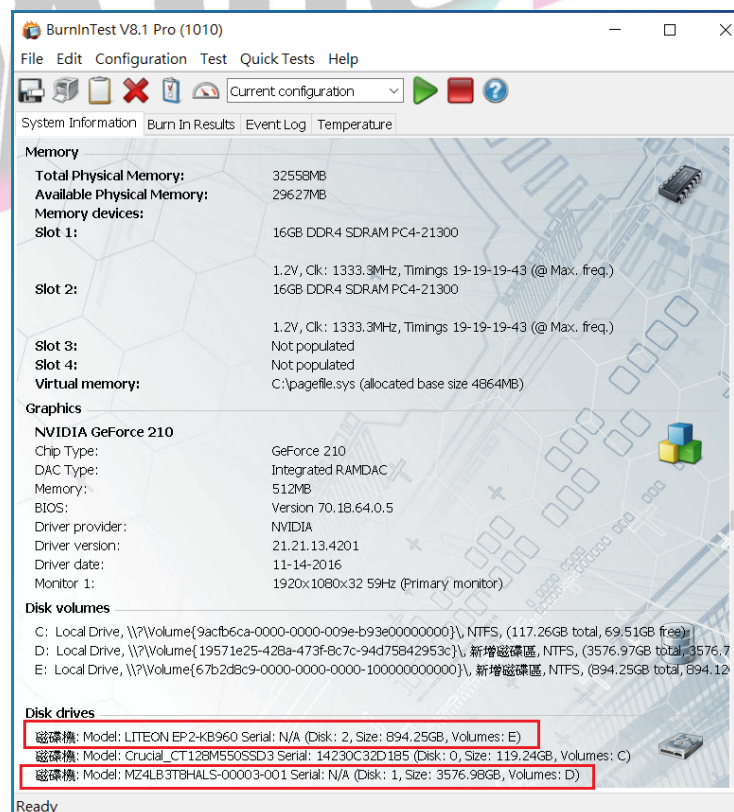 BurnInTest V8.1 Pro (1010)
File Edit Configuration Test Quick Tests Help
Current configuration
System Information Burn In Results Event Log Temperature
Memory
Total Physical Memory: 32558MB
Available Physical Memory: 29627MB
Memory devices:
Slot 1: 16GB DDR4 SDRAM PC4-21300
1.2V, Clk: 1333.3MHz, Timings 19-19-19-43 (@ Max. freq.)
Slot 2: 16GB DDR4 SDRAM PC4-21300
1.2V, Clk: 1333.3MHz, Timings 19-19-19-43 (@ Max. freq.)
Slot 3: Not populated
Slot 4: Not populated
Virtual memory: C:\pagefile.sys (allocated base size 4864MB)
Graphics
NVIDIA GeForce 210
Chip Type: GeForce 210
DAC Type: Integrated RAMDAC
Memory: 512MB
BIOS: Version 70.18.64.0.5
Driver provider: NVIDIA
Driver version: 21.21.13.4201
Driver date: 11-14-2016
Monitor 1: 1920x1080x32 59Hz (Primary monitor)
Disk volumes
C: Local Drive, \\?\Volume{9acfb6ca-0000-0000-009e-b93e00000000}\, NTFS, (117.26GB total, 69.51GB free)
D: Local Drive, \\?\Volume{19571e25-428a-473f-8c7c-94d75842953c}\, 新增磁碟區, NTFS, (3576.97GB total, 3576.7
E: Local Drive, \\?\Volume{67b2d8c9-0000-0000-0000-100000000000}\, 新增磁碟區, NTFS, (894.25GB total, 894.12
Disk drives
磁碟機: Model: LITEON EP2-KB960 Serial: N/A (Disk: 2, Size: 894.25GB, Volumes: E)
磁碟機: Model: Crucial_CT128M550SSD3 Serial: 14230C32D185 (Disk: 0, Size: 119.24GB, Volumes: C)
磁碟機: Model: MZ4LB3T8HALS-00003-001 Serial: N/A (Disk: 1, Size: 3576.98GB, Volumes: D)
Ready